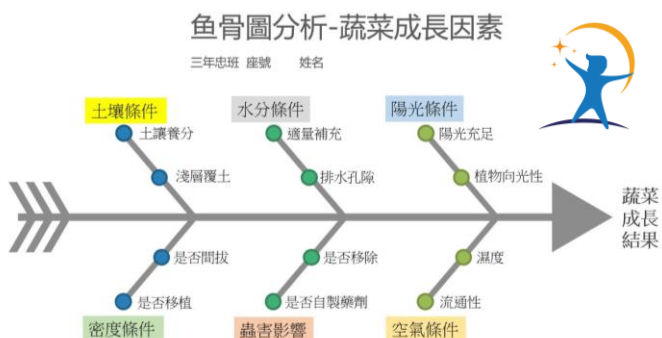 鱼骨圖分析-蔬菜成長因素
三年忠班 座號 姓名
土壤條件
水分條件
陽光條件
土讓養分
適量補充
陽光充足
淺層覆土
排水孔隙
植物向光性
蔬菜
成長
結果
是否間拔
是否移除
濕度
是否移植
是否自製藥劑
流通性
密度條件
蟲害影響
空氣條件